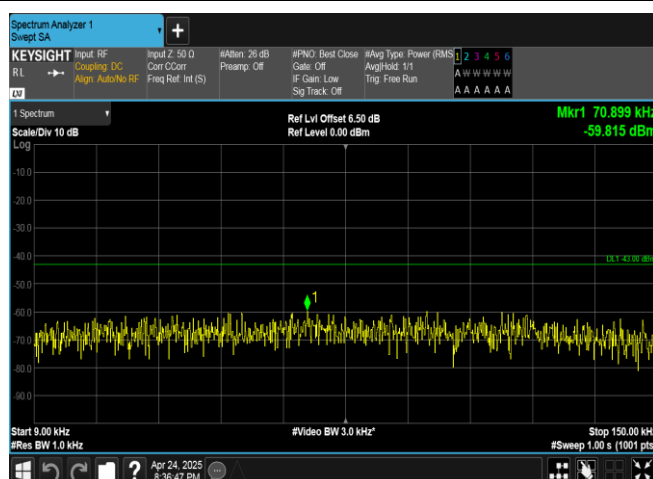 Spectrum Analyzer 1
Swept SA
+
KEYSIGHT
RL
LXI
Input: RF
Coupling: DC
Align: Auto/No RF
Input Z: 50 Ω
Corr CCorr
Freq Ref: Int (S)
#Atten: 26 dB
Preamp: Off
#PNO: Best Close
Gate: Off
IF Gain: Low
Sig Track: Off
#Avg Type: Power (RMS
Avg|Hold: 1/1
Trig: Free Run
1 2 3 4 5 6
A W W W W W
A A A A A A
1 Spectrum
Scale/Div 10 dB
Log
Ref Lvl Offset 6.50 dB
Ref Level 0.00 dBm
Mkr1 70.899 kHz
-59.815 dBm
-10.0
-20.0
-30.0
-40.0
DL1 -43.00 dBm
-50.0
1
-60.0
-70.0
-80.0
-90.0
Start 9.00 kHz
#Res BW 1.0 kHz
#Video BW 3.0 kHz*
Stop 150.00 kHz
#Sweep 1.00 s (1001 pts
?
Apr 24, 2025
8:36:47 PM